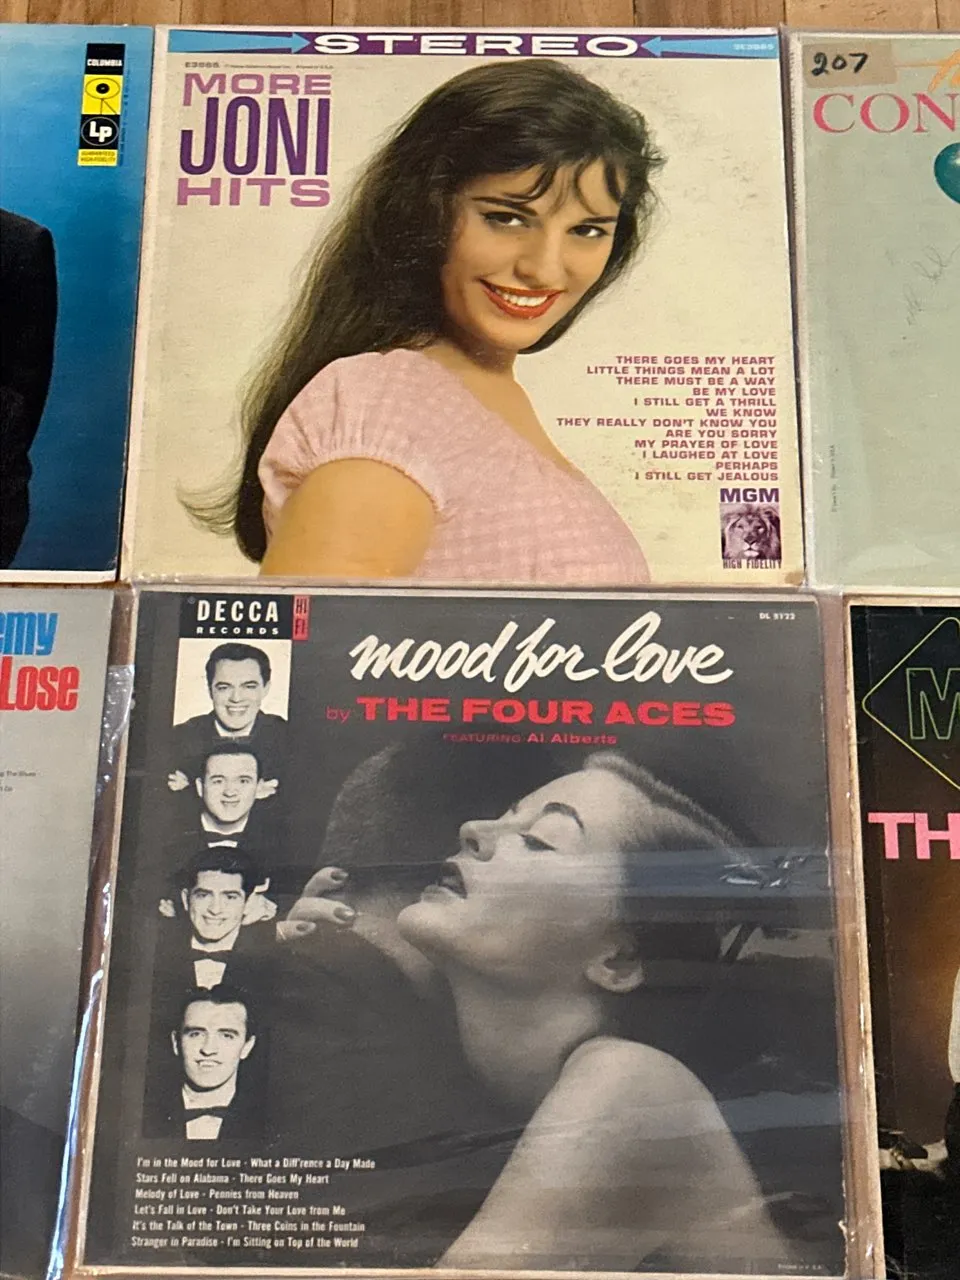 COLUMBIA
LP
GUARANTEED
HIGH-FIDELITY
STEREO
SE3885
MORE
JONI
HITS
THERE GOES MY HEART
LITTLE THINGS MEAN A LOT
THERE MUST BE A WAY
BE MY LOVE
I STILL GET A THRILL
WE KNOW
THEY REALLY DON'T KNOW YOU
ARE YOU SORRY
MY PRAYER OF LOVE
I LAUGHED AT LOVE
PERHAPS
I STILL GET JEALOUS
MGM
HIGH FIDELITY
207
CON
my
Lose
DECCA
RECORDS
HI
FI
DL 8122
mood for love
by THE FOUR ACES
FEATURING Al Alberts
I'm in the Mood for Love - What a Diff'rence a Day Made
Stars Fell on Alabama - There Goes My Heart
Melody of Love - Pennies from Heaven
Let's Fall in Love - Don't Take Your Love from Me
It's the Talk of the Town - Three Coins in the Fountain
Stranger in Paradise - I'm Sitting on Top of the World
M
TH